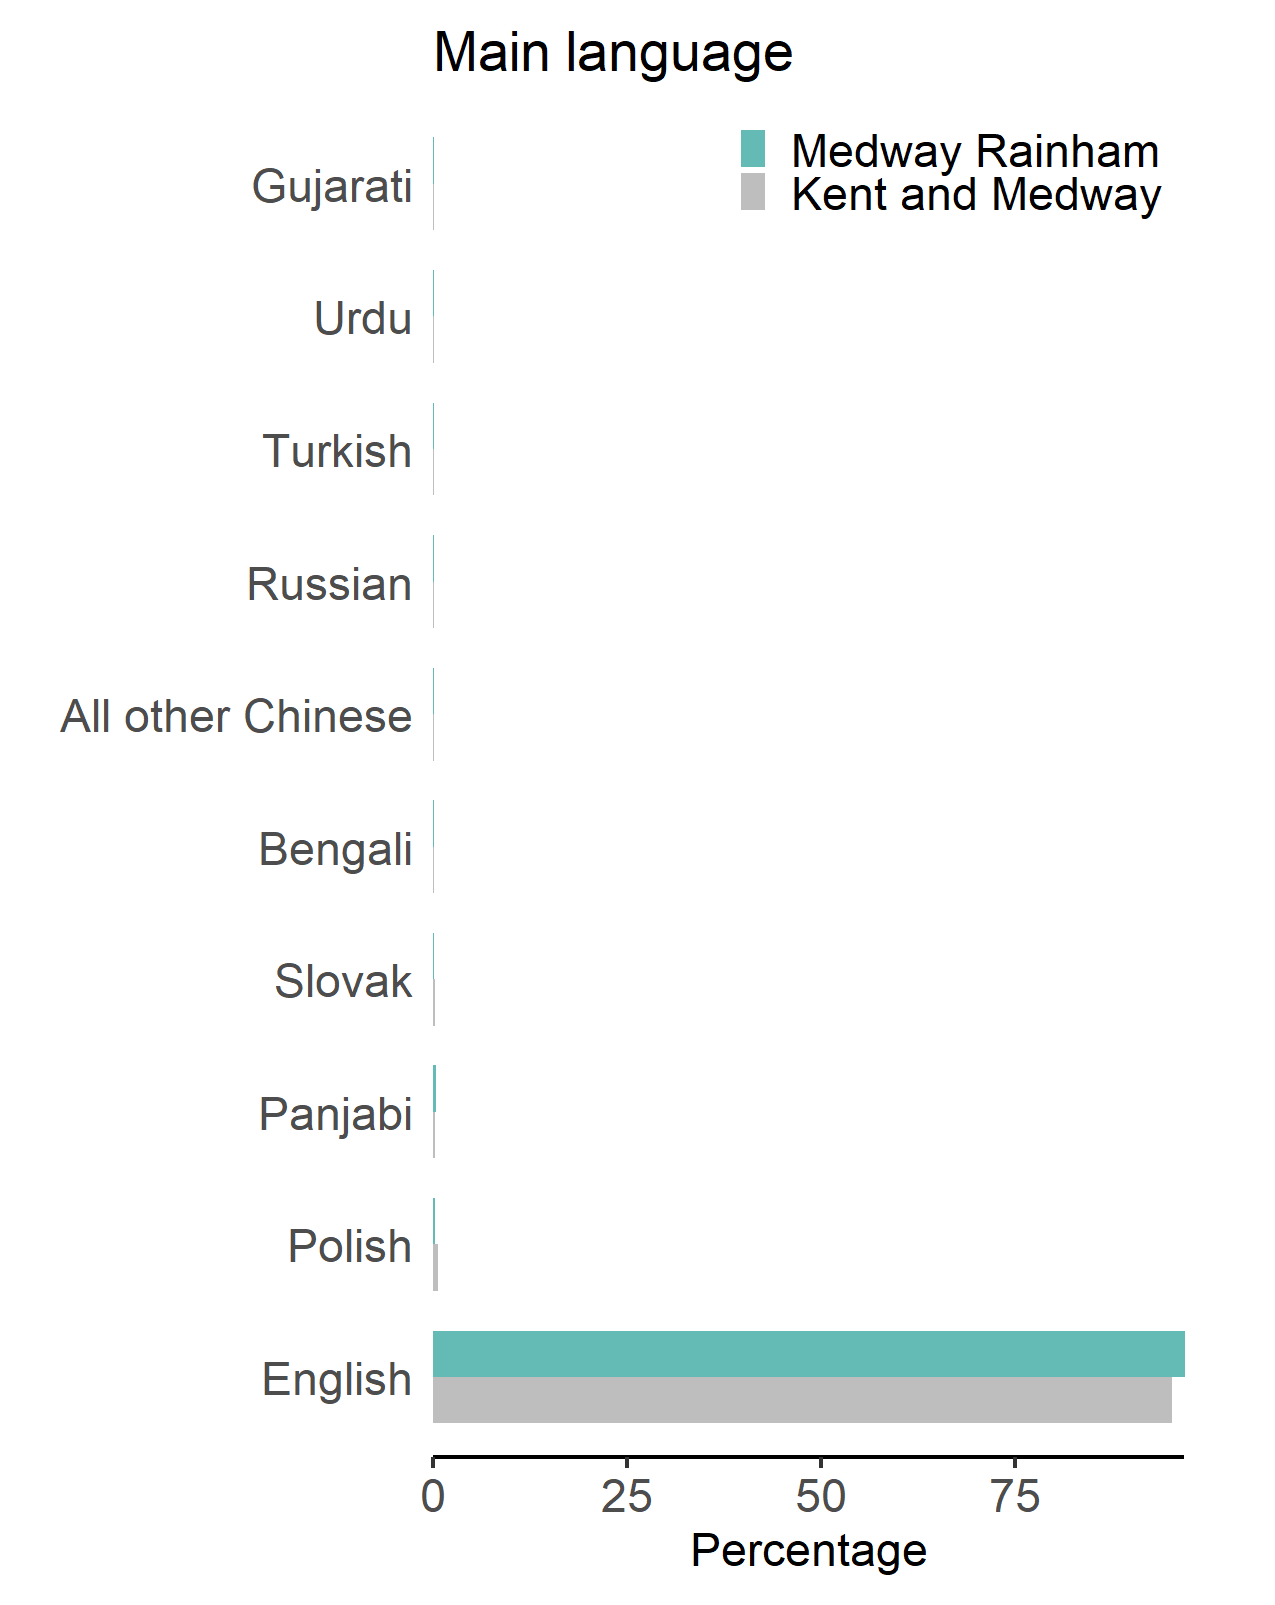 Main language
Medway Rainham
Kent and Medway
Gujarati
Urdu
Turkish
Russian
All other Chinese
Bengali
Slovak
Panjabi
Polish
English
0 25 50 75
Percentage